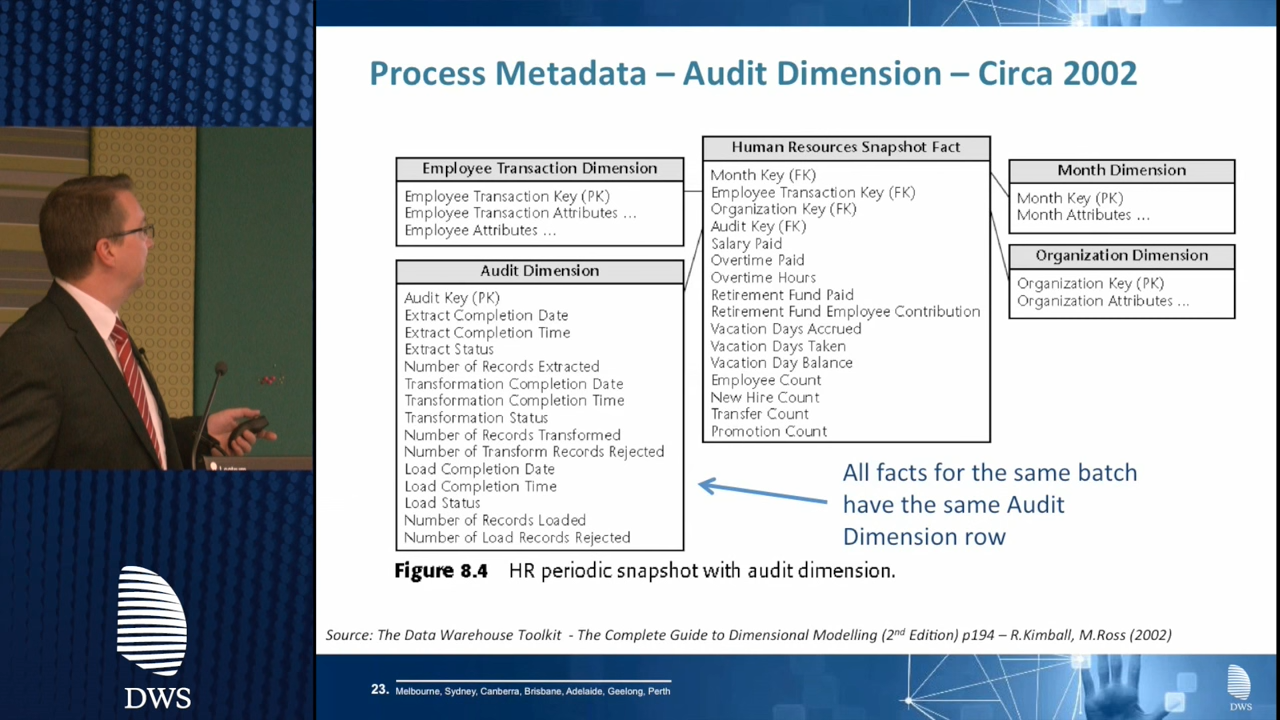 Process Metadata – Audit Dimension – Circa 2002
Employee Transaction Dimension
Employee Transaction Key (PK)
Employee Transaction Attributes ...
Employee Attributes ...
Audit Dimension
Audit Key (PK)
Extract Completion Date
Extract Completion Time
Extract Status
Number of Records Extracted
Transformation Completion Date
Transformation Completion Time
Transformation Status
Number of Records Transformed
Number of Transform Records Rejected
Load Completion Date
Load Completion Time
Load Status
Number of Records Loaded
Number of Load Records Rejected
Human Resources Snapshot Fact
Month Key (FK)
Employee Transaction Key (FK)
Organization Key (FK)
Audit Key (FK)
Salary Paid
Overtime Paid
Overtime Hours
Retirement Fund Paid
Retirement Fund Employee Contribution
Vacation Days Accrued
Vacation Days Taken
Vacation Day Balance
Employee Count
New Hire Count
Transfer Count
Promotion Count
Month Dimension
Month Key (PK)
Month Attributes ...
Organization Dimension
Organization Key (PK)
Organization Attributes ...
All facts for the same batch
have the same Audit
Dimension row
Figure 8.4 HR periodic snapshot with audit dimension.
Source: The Data Warehouse Toolkit - The Complete Guide to Dimensional Modelling (2nd Edition) p194 – R.Kimball, M.Ross (2002)
23. Melbourne, Sydney, Canberra, Brisbane, Adelaide, Geelong, Perth
DWS
DWS